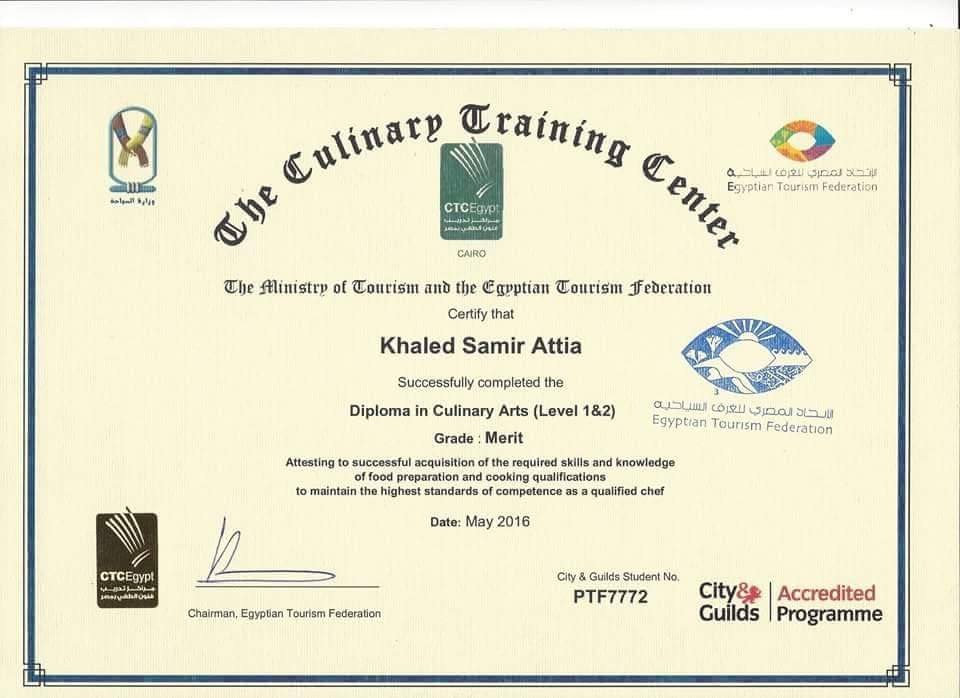 The Culinary Training Center
وزارة السياحة
CTCEgypt
مراكز تدريب
فنون الطهي بمصر
CAIRO
الإتحاد المصري للغرف السياحية
Egyptian Tourism Federation
The Ministry of Tourism and the Egyptian Tourism Federation
Certify that
Khaled Samir Attia
Successfully completed the
Diploma in Culinary Arts (Level 1&2)
Grade : Merit
الإتحاد المصري للغرف السياحية
Egyptian Tourism Federation
Attesting to successful acquisition of the required skills and knowledge
of food preparation and cooking qualifications
to maintain the highest standards of competence as a qualified chef
Date: May 2016
CTCEgypt
مراكز تدريب
فنون الطهي بمصر
Chairman, Egyptian Tourism Federation
City & Guilds Student No.
PTF7772
City & Guilds
Accredited Programme